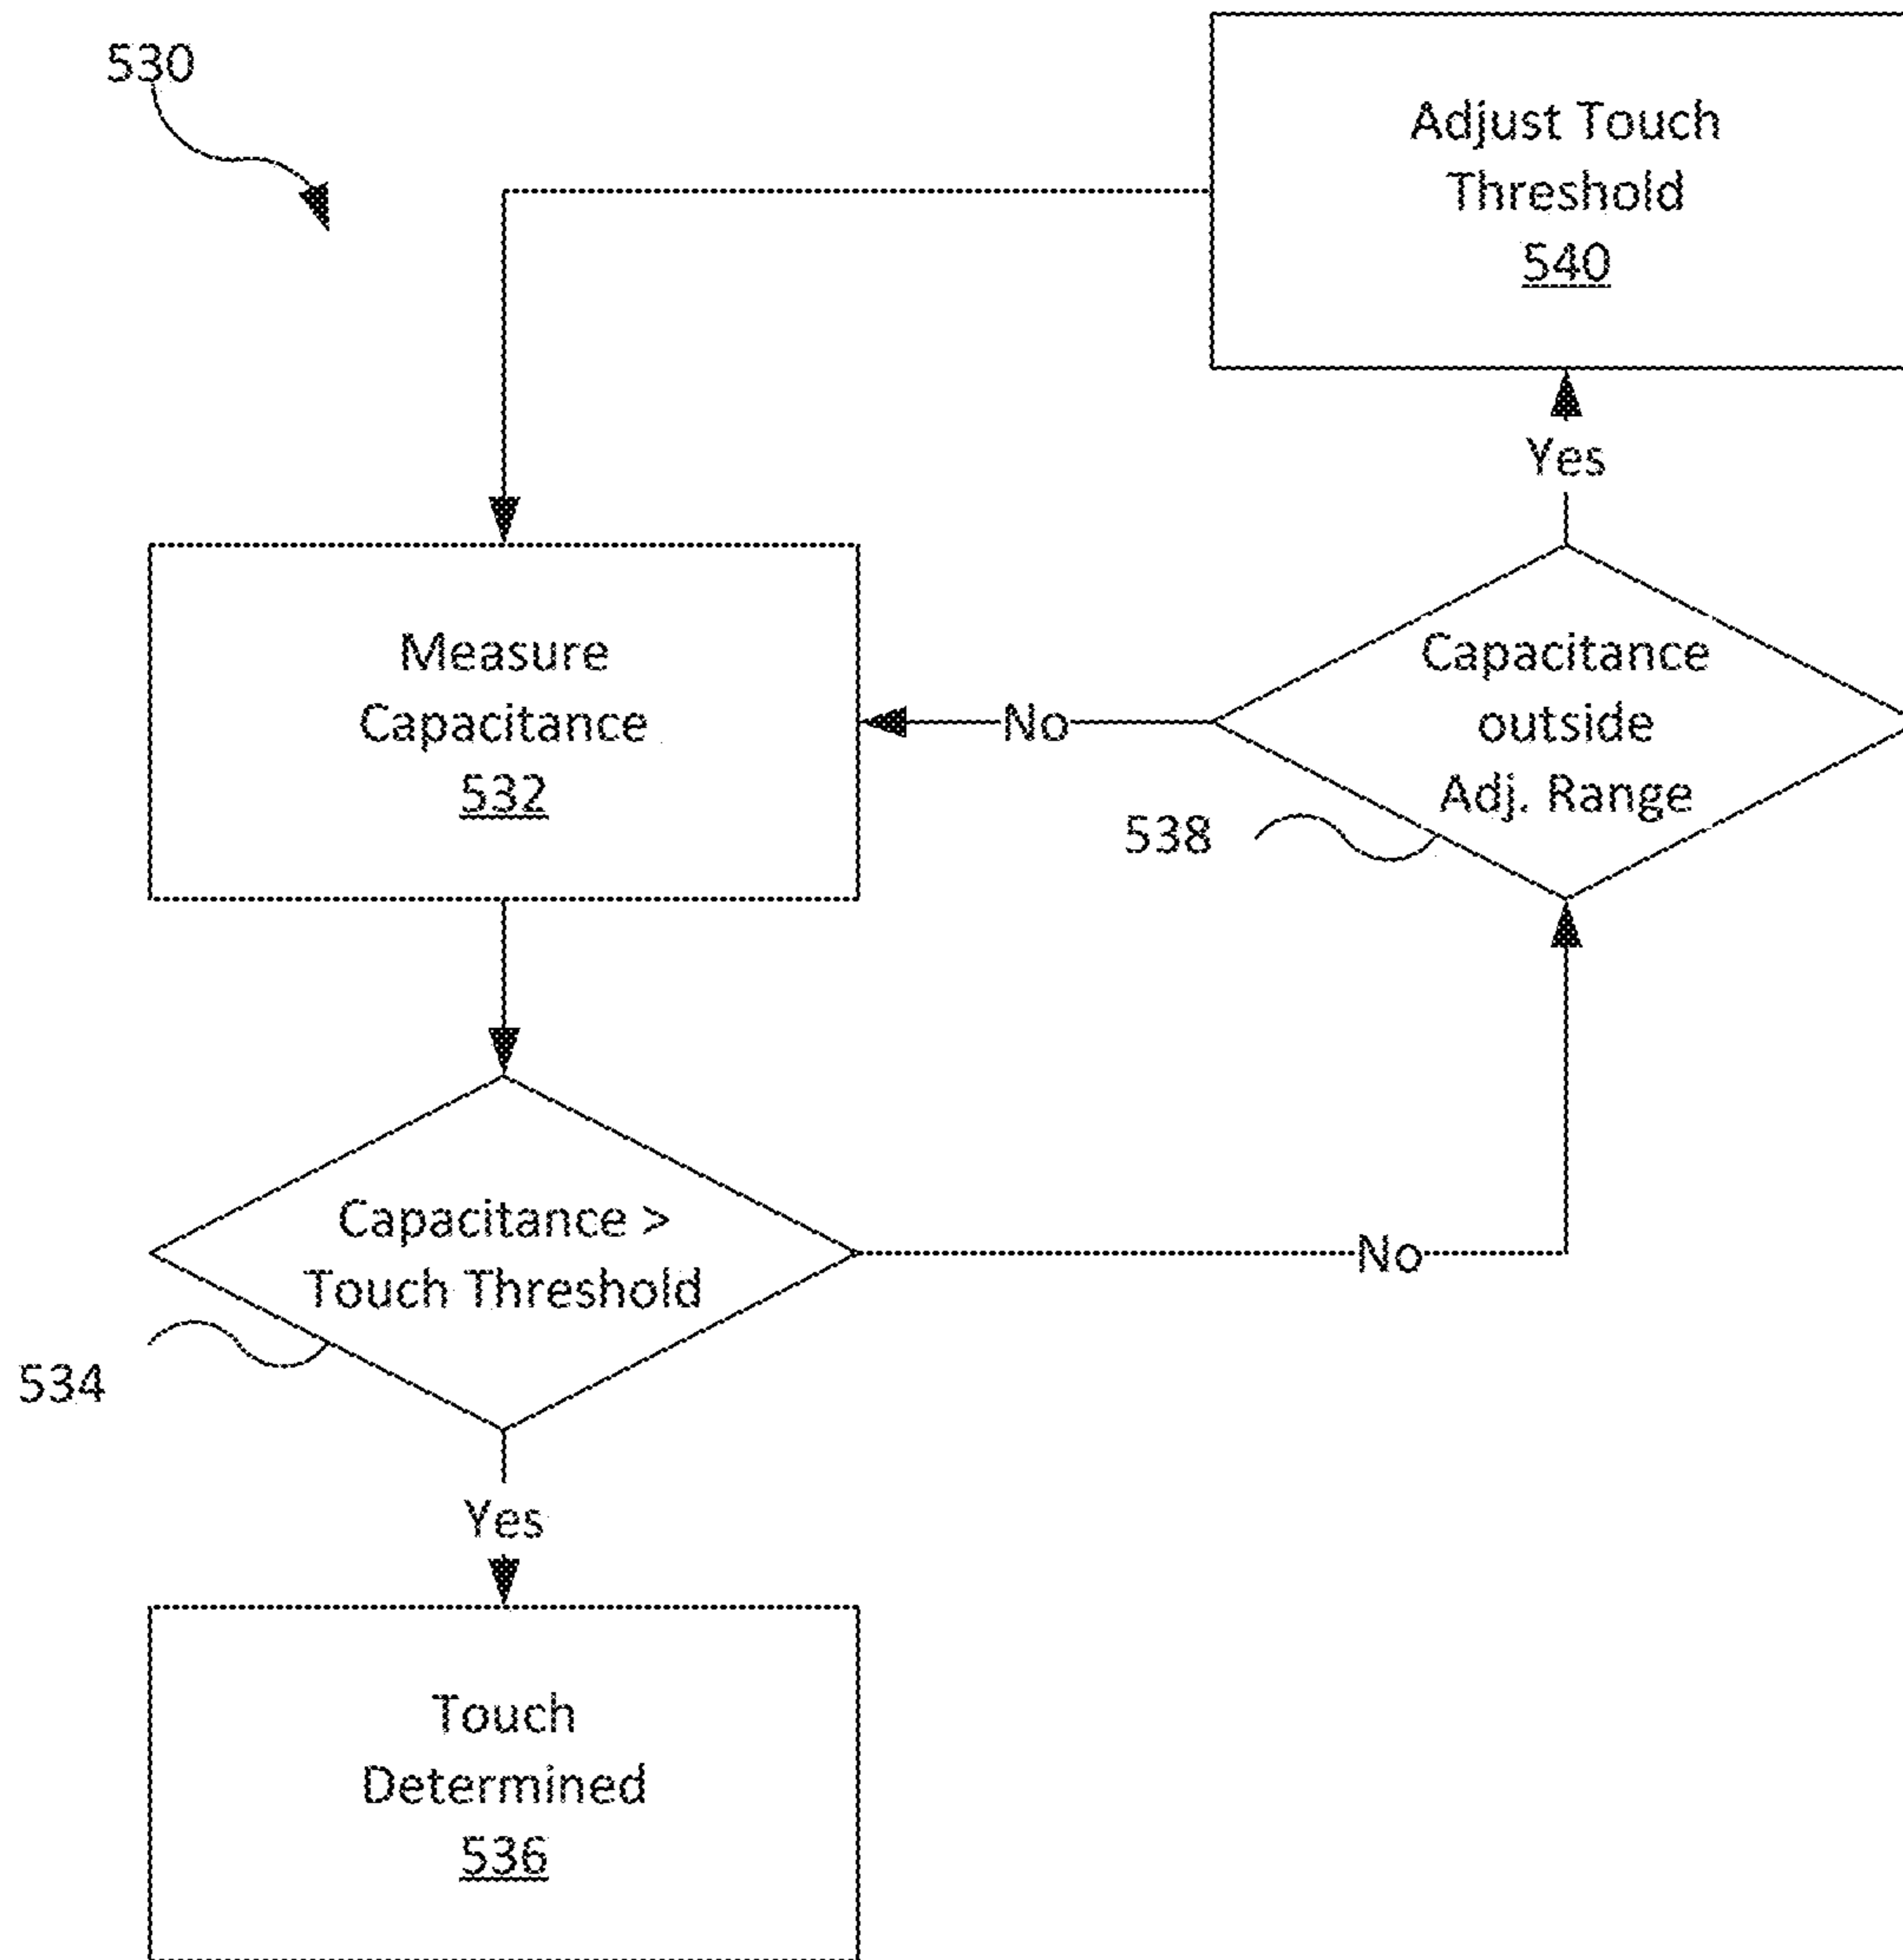 530
Adjust Touch
Threshold
540
Yes
Measure
Capacitance
532
No
Capacitance
outside
Adj. Range
538
Capacitance >
Touch Threshold
No
534
Yes
Touch
Determined
536